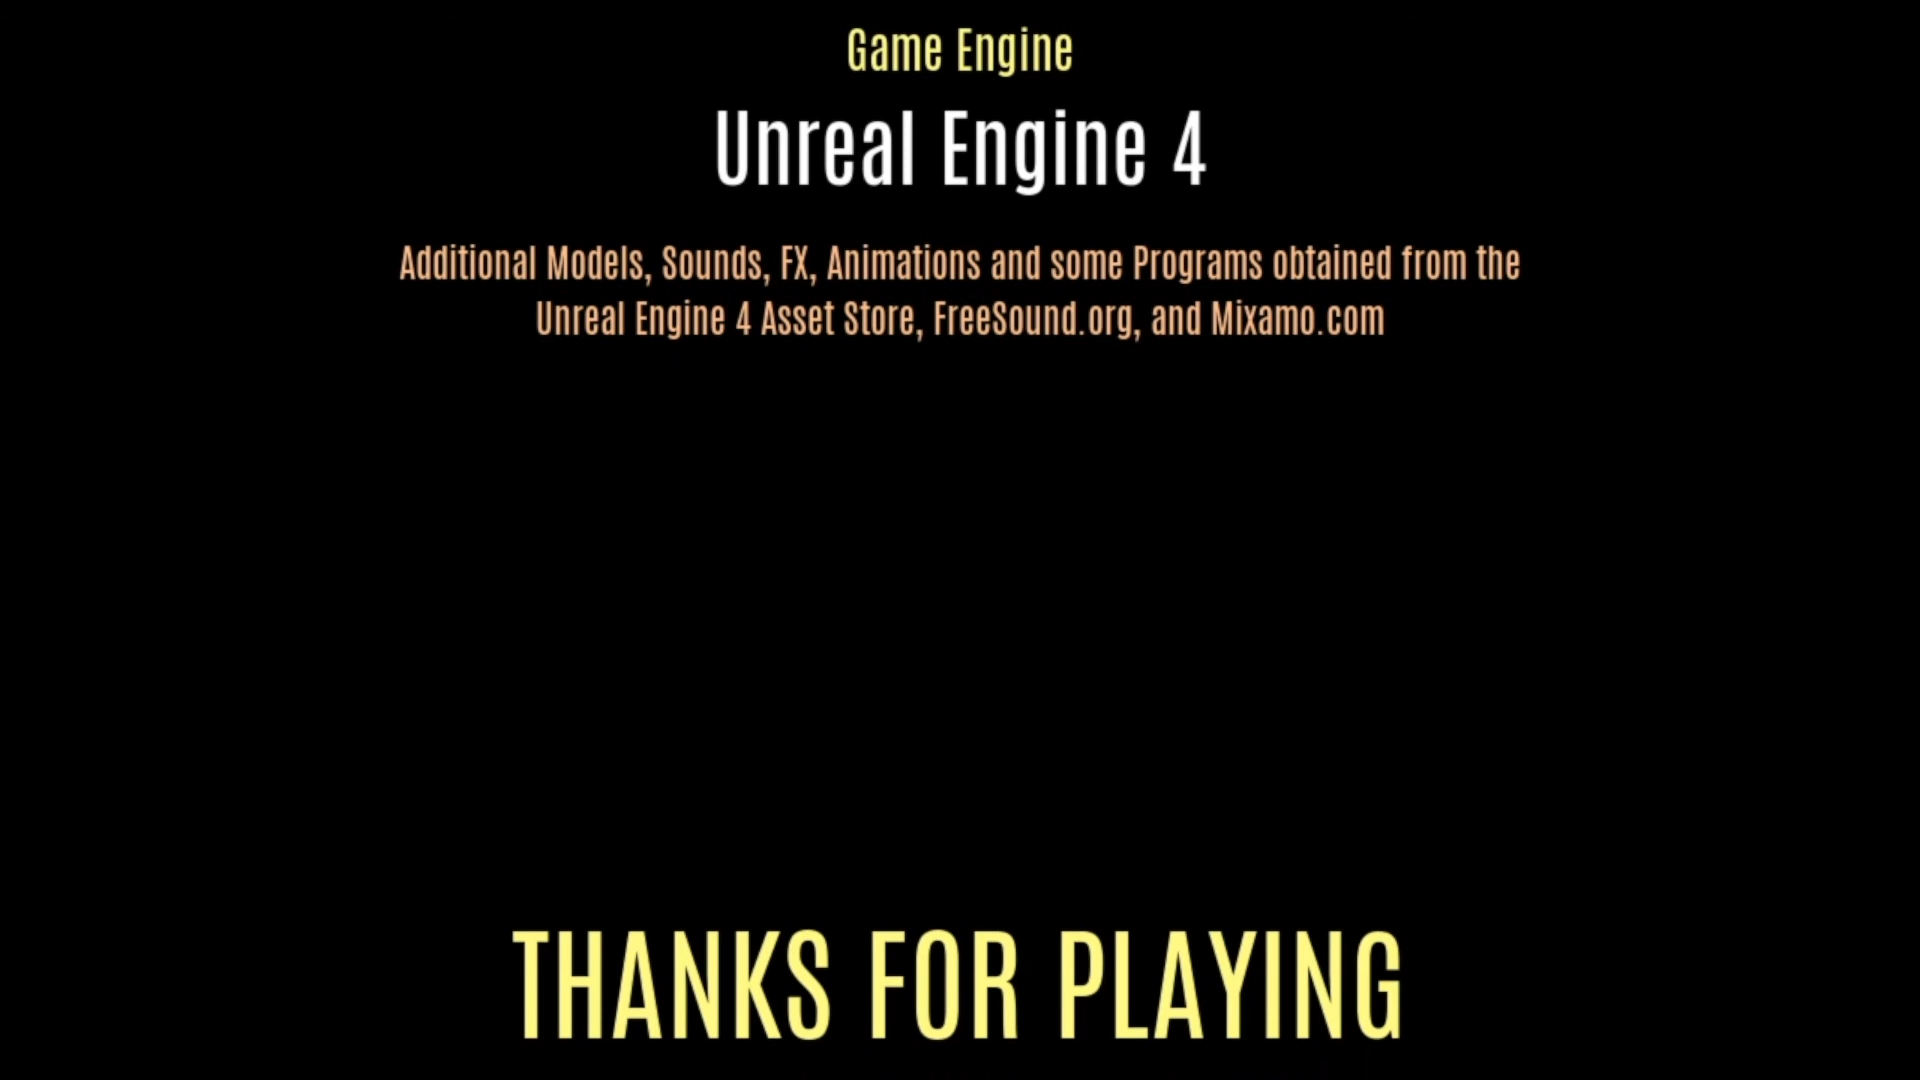 Game Engine
Unreal Engine 4
Additional Models, Sounds, FX, Animations and some Programs obtained from the
Unreal Engine 4 Asset Store, FreeSound.org, and Mixamo.com
THANKS FOR PLAYING